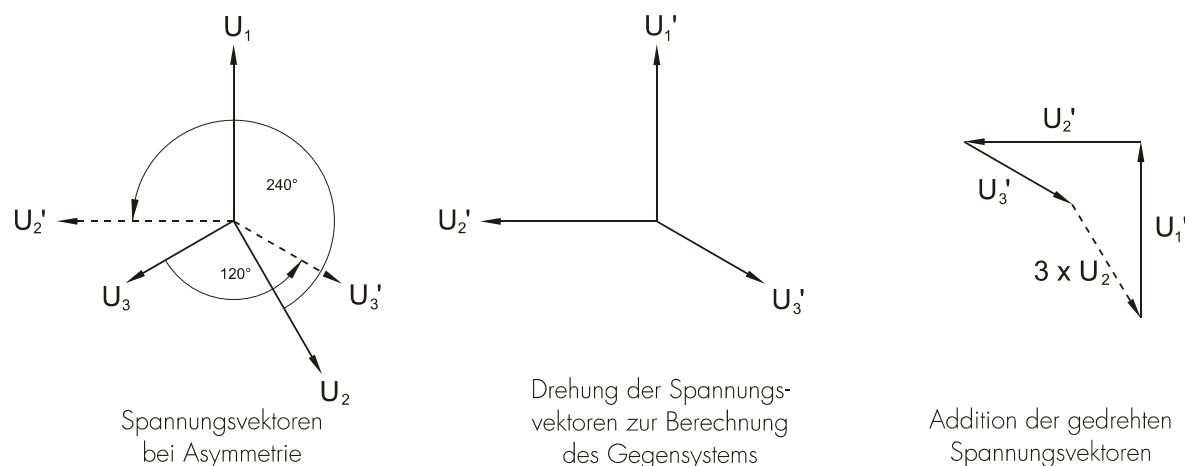 U₁
240°
U₂'
120°
U₃
U₃'
U₂
Spannungsvektoren
bei Asymmetrie
U₁'
U₂'
U₃'
Drehung der Spannungs-
vektoren zur Berechnung
des Gegensystems
U₂'
U₃'
U₁'
3 x U₂
Addition der gedrehten
Spannungsvektoren